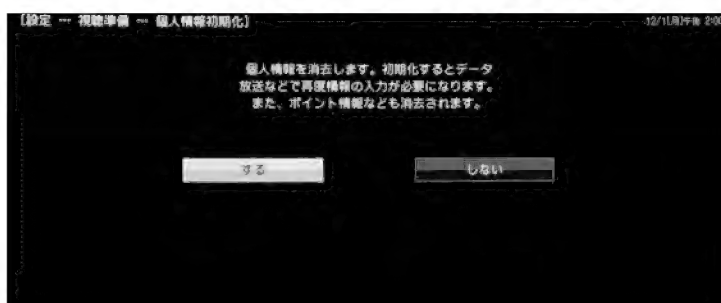 [設定 … 視聴準備 … 個人情報初期化]
12/1[月]午後 2:00
個人情報を消去します。初期化するとデータ
放送などで再度情報の入力が必要になります。
また、ポイント情報なども消去されます。
する
しない